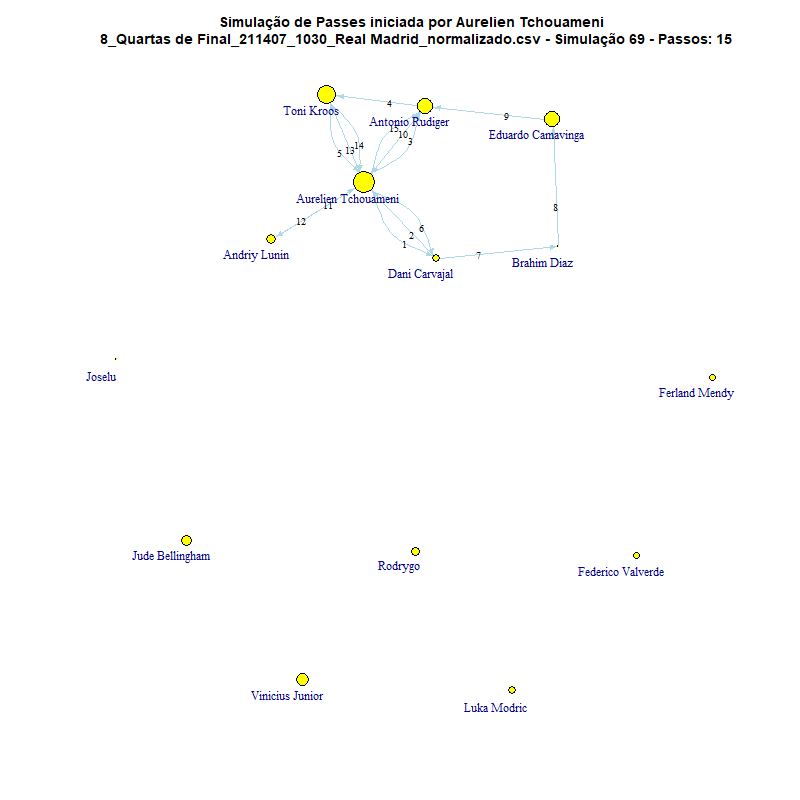 Simulação de Passes iniciada por Aurelien Tchouameni
8_Quartas de Final_211407_1030_Real Madrid_normalizado.csv - Simulação 69 - Passos: 15
4
Toni Kroos
Antonio Rudiger
9
Eduardo Camavinga
15
10
3
14
13
5
Aurelien Tchouameni
11
12
8
6
2
1
Andriy Lunin
7
Brahim Diaz
Dani Carvajal
Joselu
Ferland Mendy
Jude Bellingham
Rodrygo
Federico Valverde
Vinicius Junior
Luka Modric